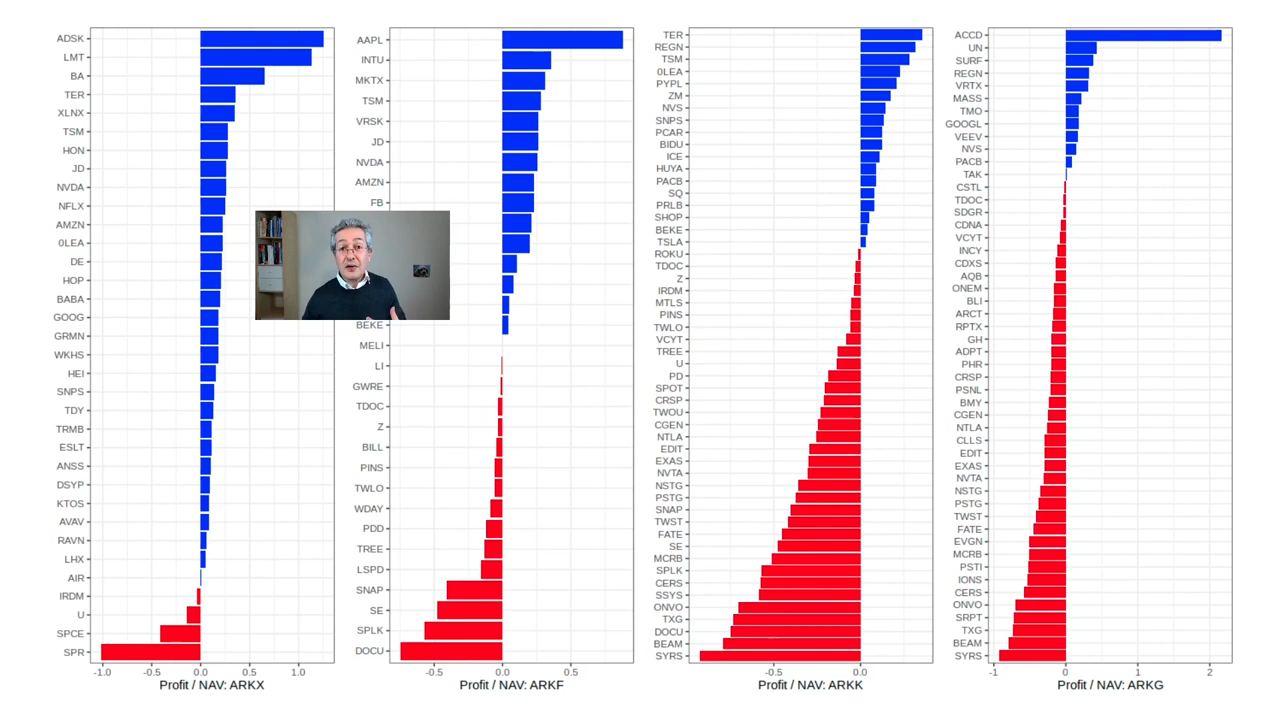 ADSK
LMT
BA
TER
XLNX
TSM
HON
JD
NVDA
NFLX
AMZN
0LEA
DE
HOP
BABA
GOOG
GRMN
WKHS
HEI
SNPS
TDY
TRMB
ESLT
ANSS
DSYP
KTOS
AVAV
RAVN
LHX
AIR
IRDM
U
SPCE
SPR
-1.0 -0.5 0.0 0.5 1.0
Profit / NAV: ARKX
AAPL
INTU
MKTX
TSM
VRSK
JD
NVDA
AMZN
FB
BEKE
MELI
LI
GWRE
TDOC
Z
BILL
PINS
TWLO
WDAY
PDD
TREE
LSPD
SNAP
SE
SPLK
DOCU
-0.5 0.0 0.5
Profit / NAV: ARKF
TER
REGN
TSM
0LEA
PYPL
ZM
NVS
SNPS
PCAR
BIDU
ICE
HUYA
PACB
SQ
PRLB
SHOP
BEKE
TSLA
ROKU
TDOC
Z
IRDM
MTLS
PINS
TWLO
VCYT
TREE
U
PD
SPOT
CRSP
TWOU
CGEN
NTLA
EDIT
EXAS
NVTA
NSTG
PSTG
SNAP
TWST
FATE
SE
MCRB
SPLK
CERS
SSYS
ONVO
TXG
DOCU
BEAM
SYRS
-0.5 0.0
Profit / NAV: ARKK
ACCD
UN
SURF
REGN
VRTX
MASS
TMO
GOOGL
VEEV
NVS
PACB
TAK
CSTL
TDOC
SDGR
CDNA
VCYT
INCY
CDXS
AQB
ONEM
BLI
ARCT
RPTX
GH
ADPT
PHR
CRSP
PSNL
BMY
CGEN
NTLA
CLLS
EDIT
EXAS
NVTA
NSTG
PSTG
TWST
FATE
EVGN
MCRB
PSTI
IONS
CERS
ONVO
SRPT
TXG
BEAM
SYRS
-1 0 1 2
Profit / NAV: ARKG